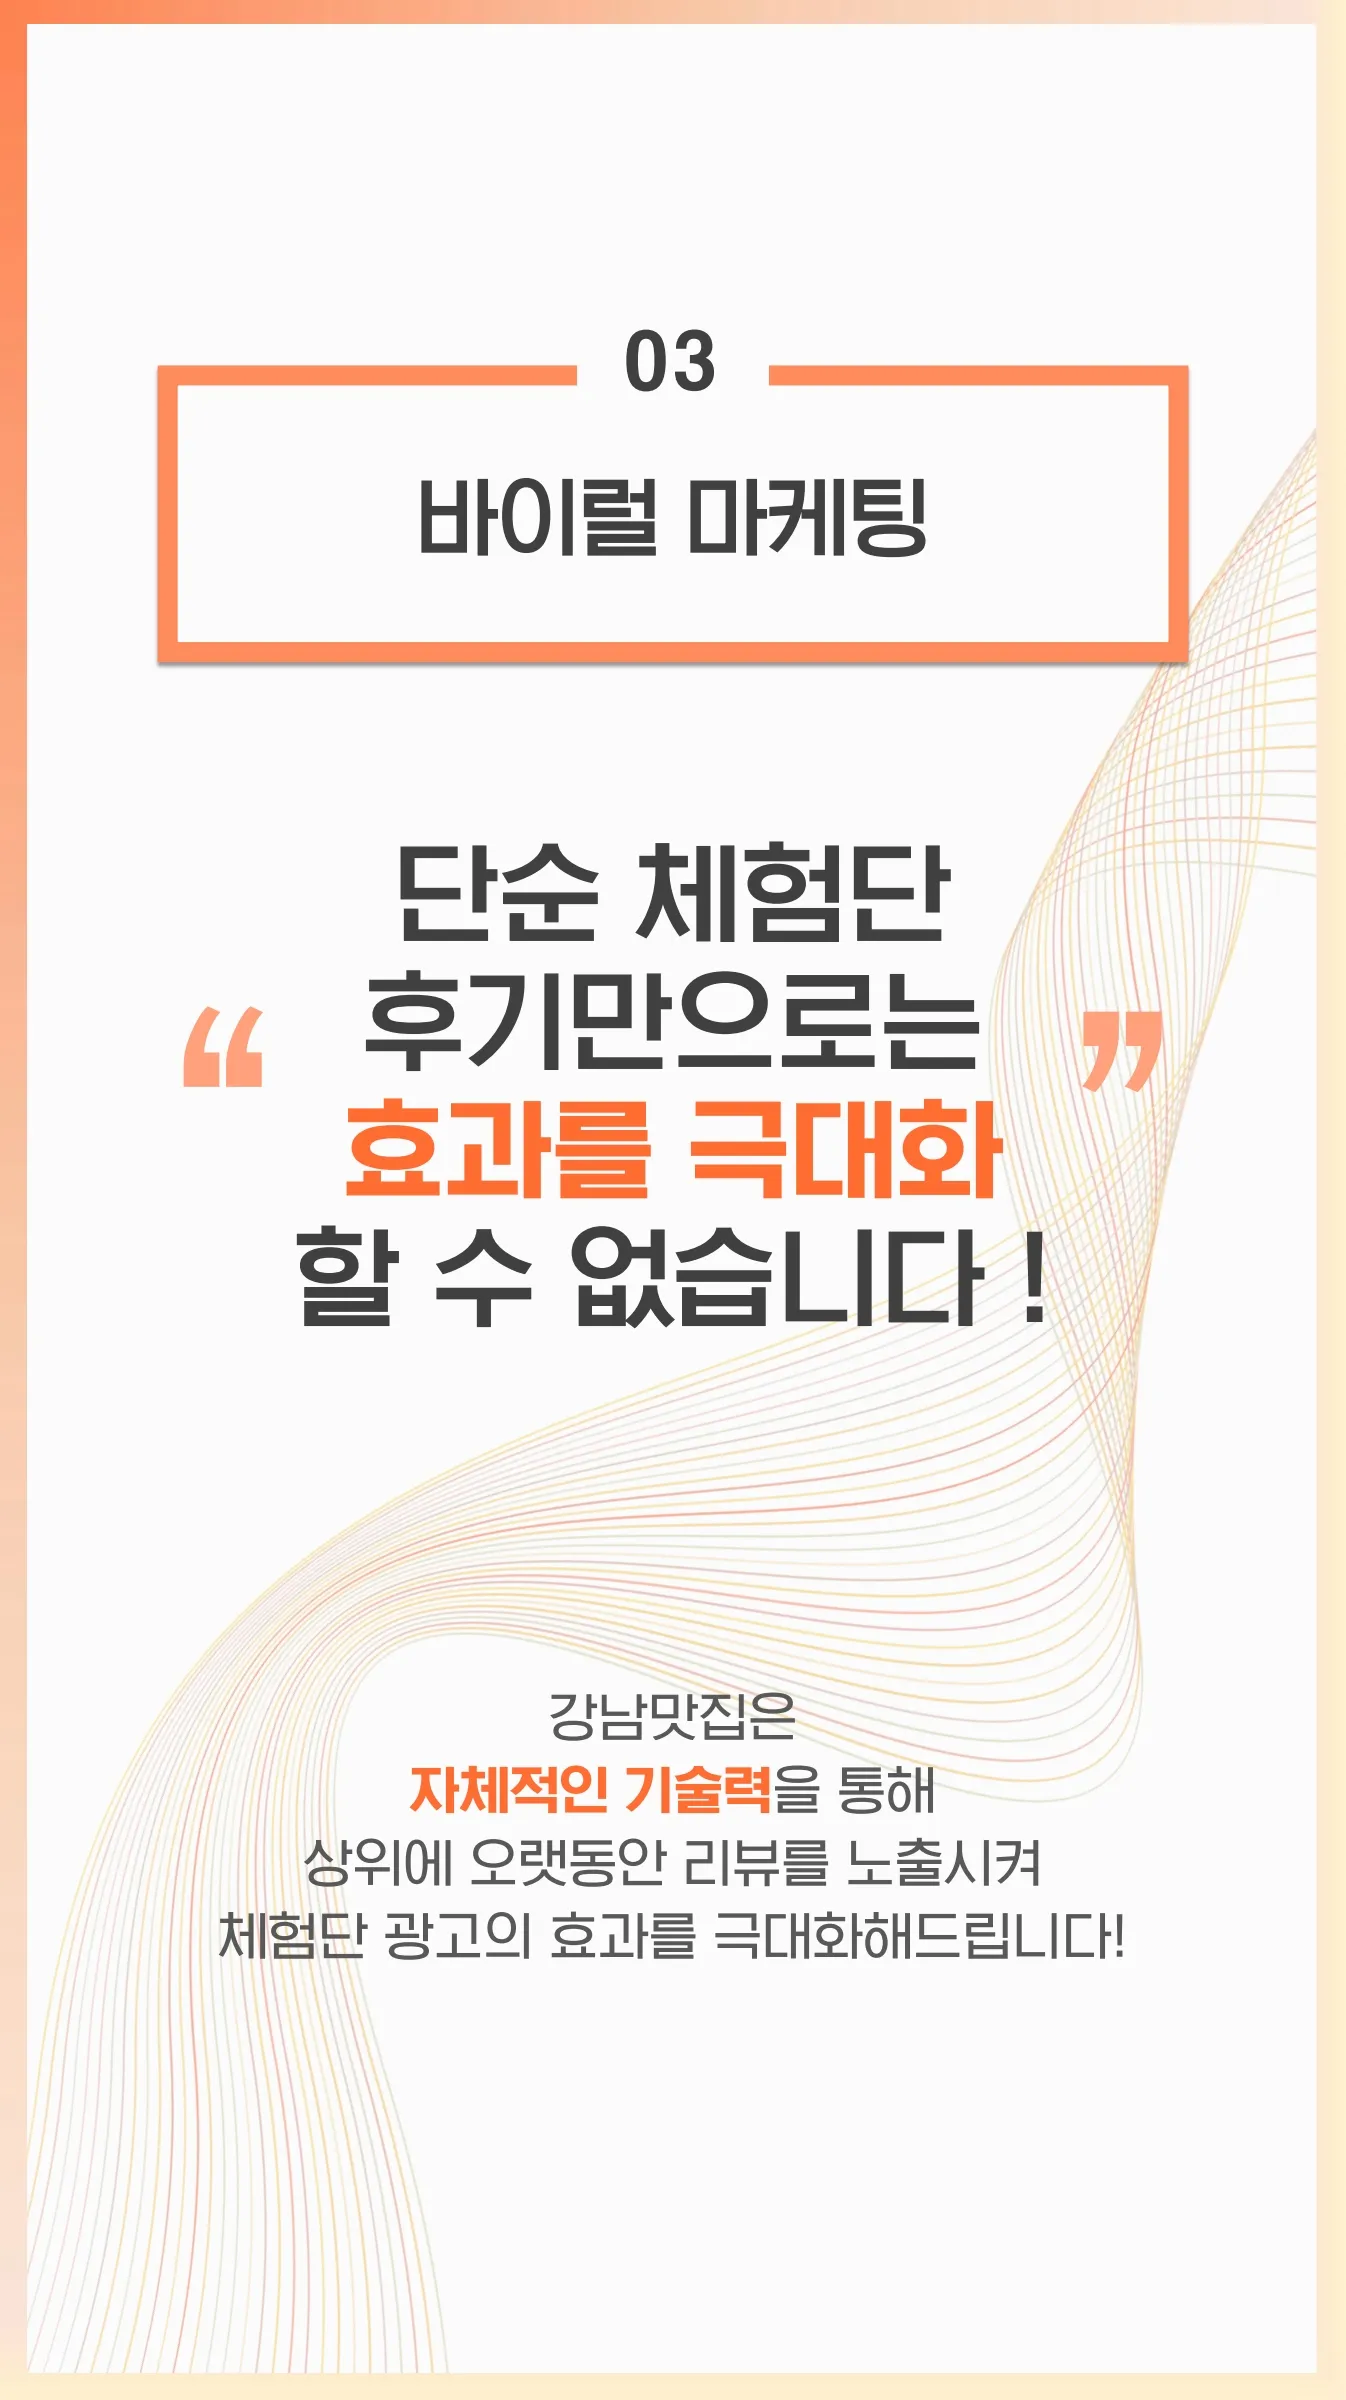 03
바이럴 마케팅
단순 체험단
후기만으로는
“ ”
효과를 극대화
할 수 없습니다 !
강남맛집은
자체적인 기술력을 통해
상위에 오랫동안 리뷰를 노출시켜
체험단 광고의 효과를 극대화해드립니다!